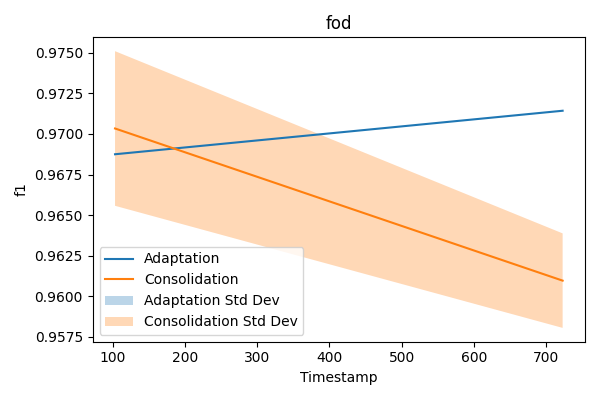 fod
0.9750
0.9725
0.9700
0.9675
0.9650
0.9625
0.9600
0.9575
f1
Adaptation
Consolidation
Adaptation Std Dev
Consolidation Std Dev
100 200 300 400 500 600 700
Timestamp